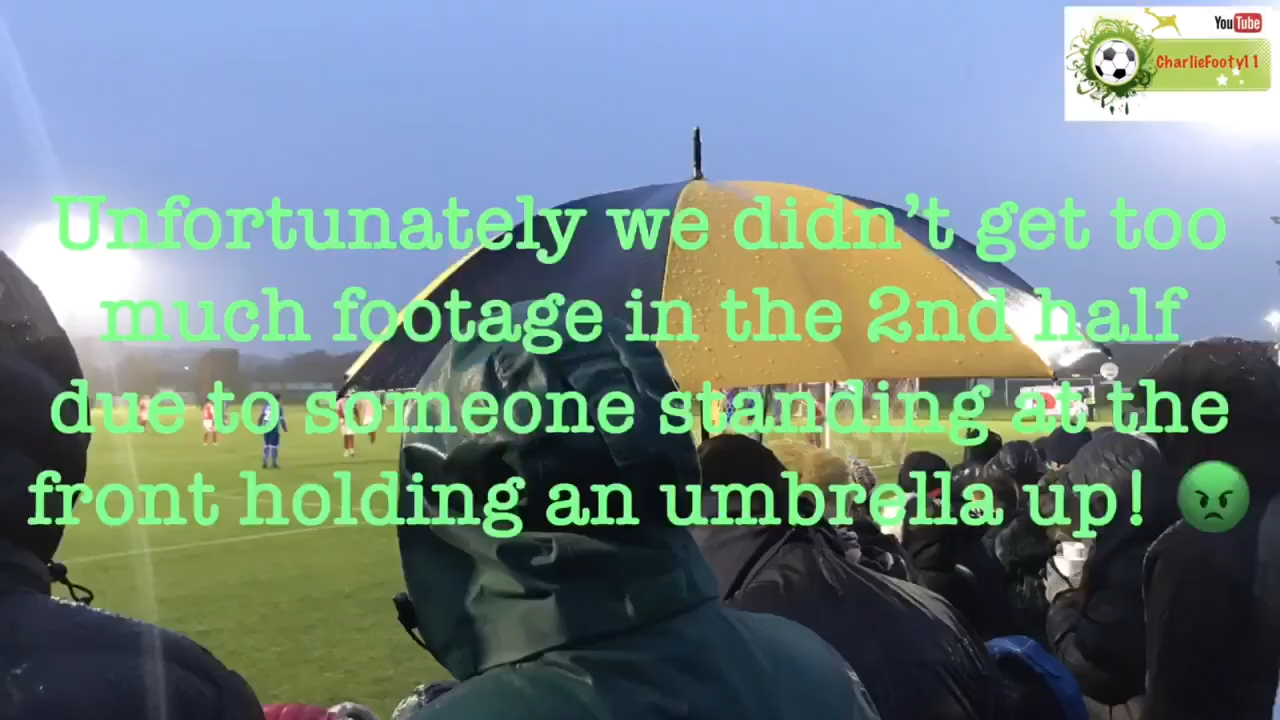 YouTube
CharlieFooty11
Unfortunately we didn't get too
much footage in the 2nd half
due to someone standing at the
front holding an umbrella up! 😡